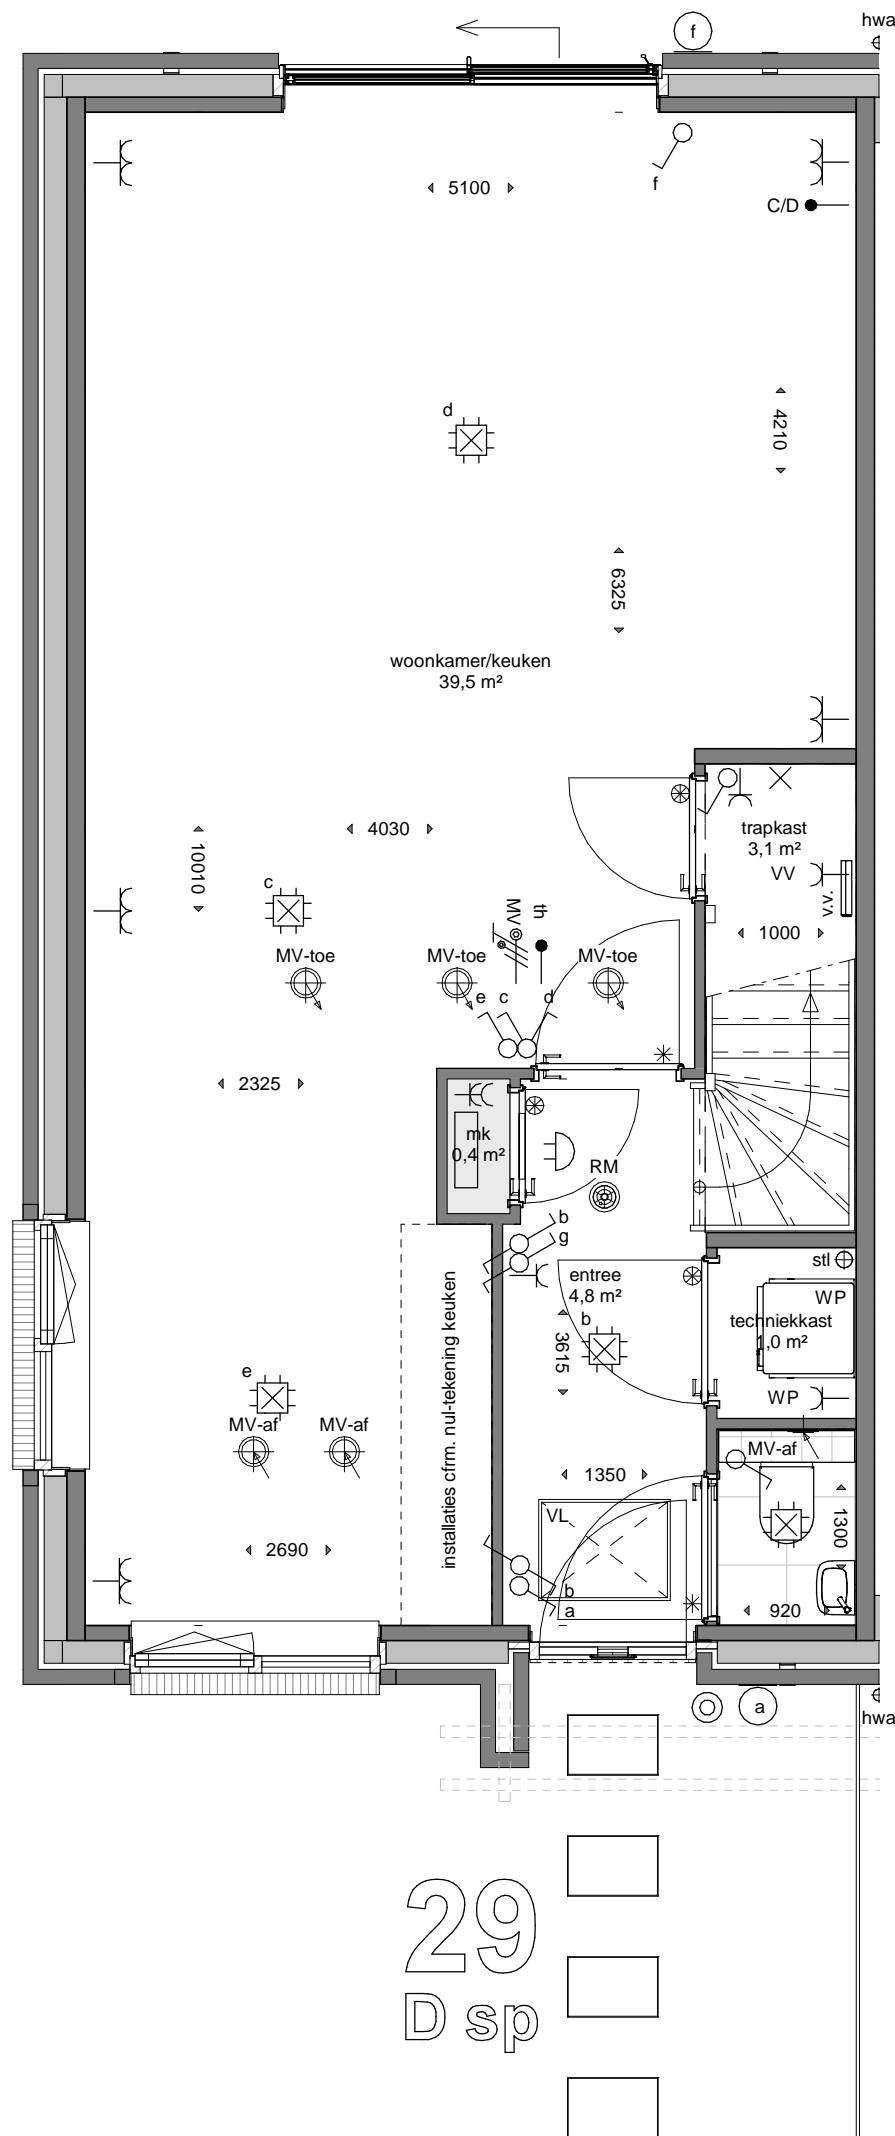 hwa
f
5100
f
C/D
d
4210
6325
woonkamer/keuken
39,5 m²
4030
10010
c
trapkast
3,1 m²
VV
v.v.
1000
MV
th
MV-toe
MV-toe
MV-toe
e
c
d
2325
mk
0,4 m²
RM
b
g
installaties cfrm. nul-tekening keuken
entree
4,8 m²
b
3615
stl
WP
techniekkast
1,0 m²
WP
e
MV-af
MV-af
MV-af
1350
VL
1300
2690
b
a
920
a
hwa
29
D sp